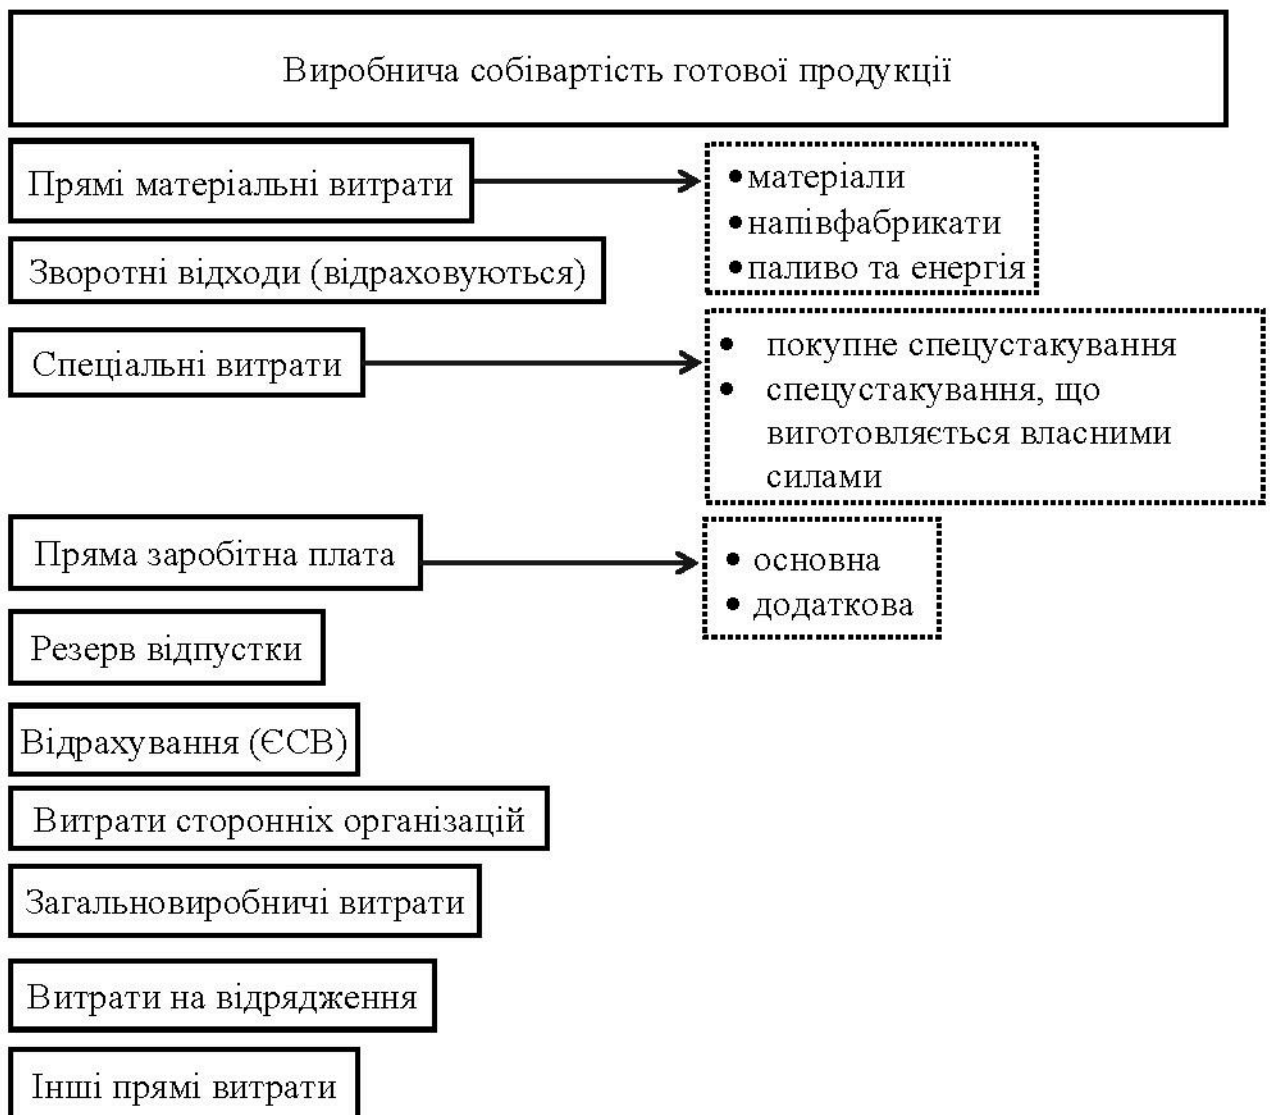 Виробнича собівартість готової продукції
Прямі матеріальні витрати
•матеріали
•напівфабрикати
•паливо та енергія
Зворотні відходи (відраховуються)
Спеціальні витрати
• покупне спецустакування
• спецустакування, що
виготовляється власними
силами
Пряма заробітна плата
• основна
• додаткова
Резерв відпустки
Відрахування (ЄСВ)
Витрати сторонніх організацій
Загальновиробничі витрати
Витрати на відрядження
Інші прямі витрати